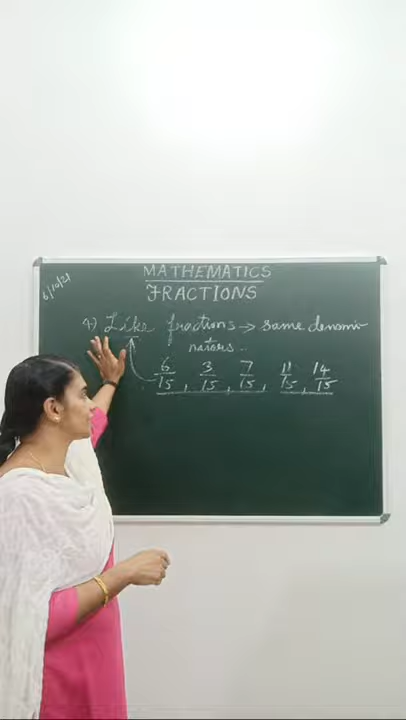 6/10/21
MATHEMATICS
FRACTIONS
4) Like fractions → same denomi-
nators..
6/15, 3/15, 7/15, 11/15, 14/15